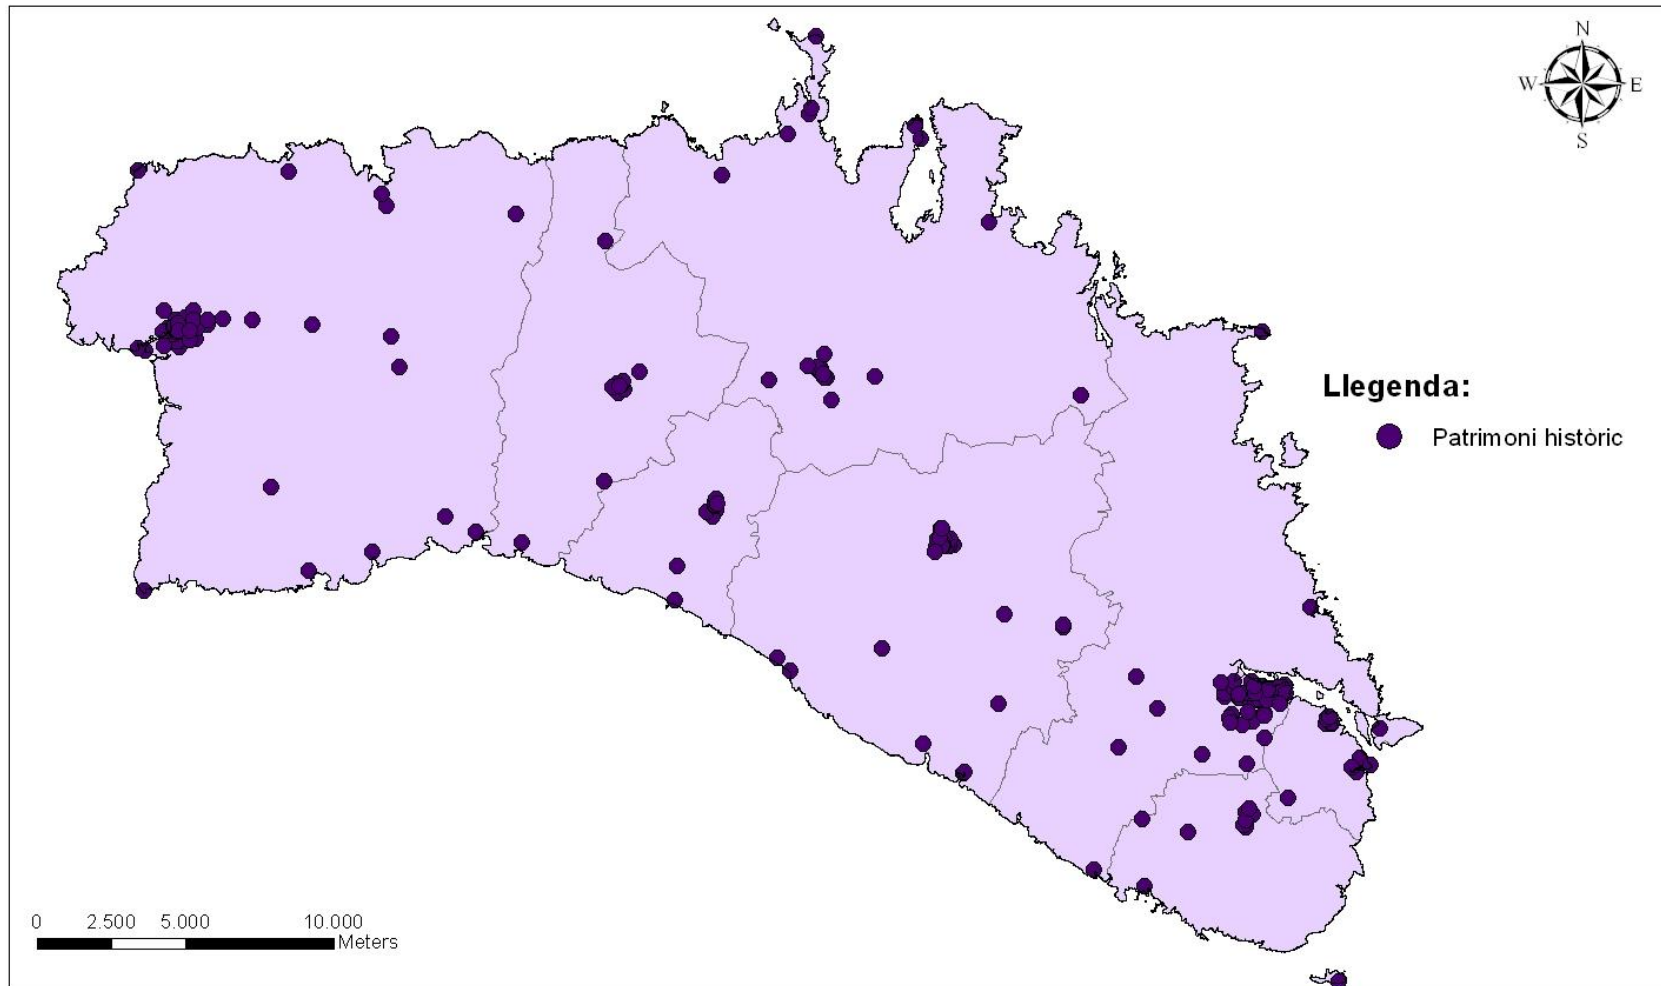 N
W E
S
Llegenda:
Patrimoni històric
0 2.500 5.000 10.000
Meters